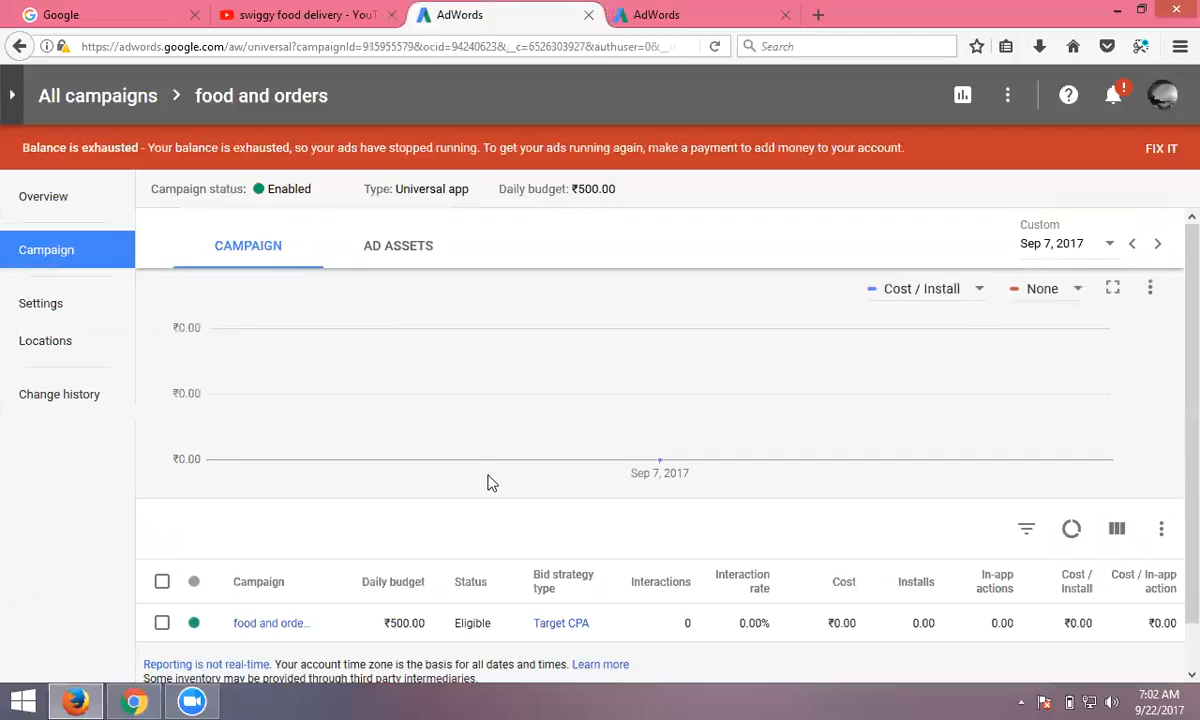 Google
swiggy food delivery - YouT
AdWords
AdWords
https://adwords.google.com/aw/universal?campaignId=935955579&ocid=94240623&__c=6526303927&authuser=0&__
Search
All campaigns > food and orders
Balance is exhausted - Your balance is exhausted, so your ads have stopped running. To get your ads running again, make a payment to add money to your account.
FIX IT
Overview
Campaign
Settings
Locations
Change history
Campaign status: Enabled
Type: Universal app
Daily budget: ₹500.00
CAMPAIGN
AD ASSETS
Custom
Sep 7, 2017
Cost / Install
None
₹0.00
₹0.00
₹0.00
Sep 7, 2017
Campaign
Daily budget
Status
Bid strategy
type
Interactions
Interaction
rate
Cost
Installs
In-app
actions
Cost /
Install
Cost / In-app
action
food and orde...
₹500.00
Eligible
Target CPA
0
0.00%
₹0.00
0.00
0.00
₹0.00
₹0.00
Reporting is not real-time. Your account time zone is the basis for all dates and times. Learn more
Some inventory may be provided through third party intermediaries.
7:02 AM
9/22/2017